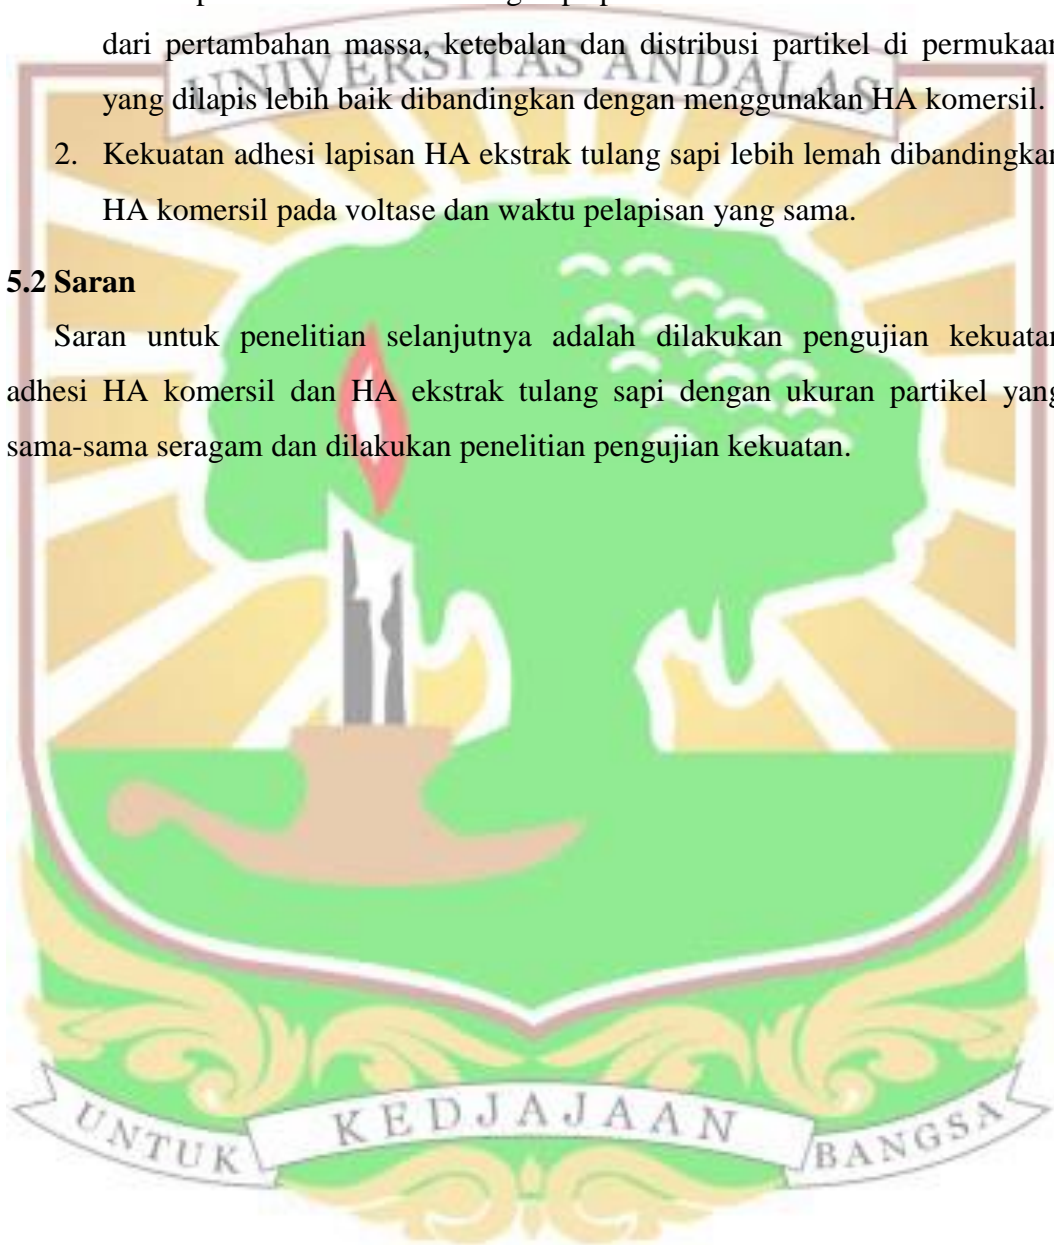 dari pertambahan massa, ketebalan dan distribusi partikel di permukaan
UNIVERSITAS ANDALAS
yang dilapis lebih baik dibandingkan dengan menggunakan HA komersil.
2. Kekuatan adhesi lapisan HA ekstrak tulang sapi lebih lemah dibandingkan
HA komersil pada voltase dan waktu pelapisan yang sama.
5.2 Saran
Saran untuk penelitian selanjutnya adalah dilakukan pengujian kekuatan
adhesi HA komersil dan HA ekstrak tulang sapi dengan ukuran partikel yang
sama-sama seragam dan dilakukan penelitian pengujian kekuatan.
UNTUK KEDJAJAAN BANGSA